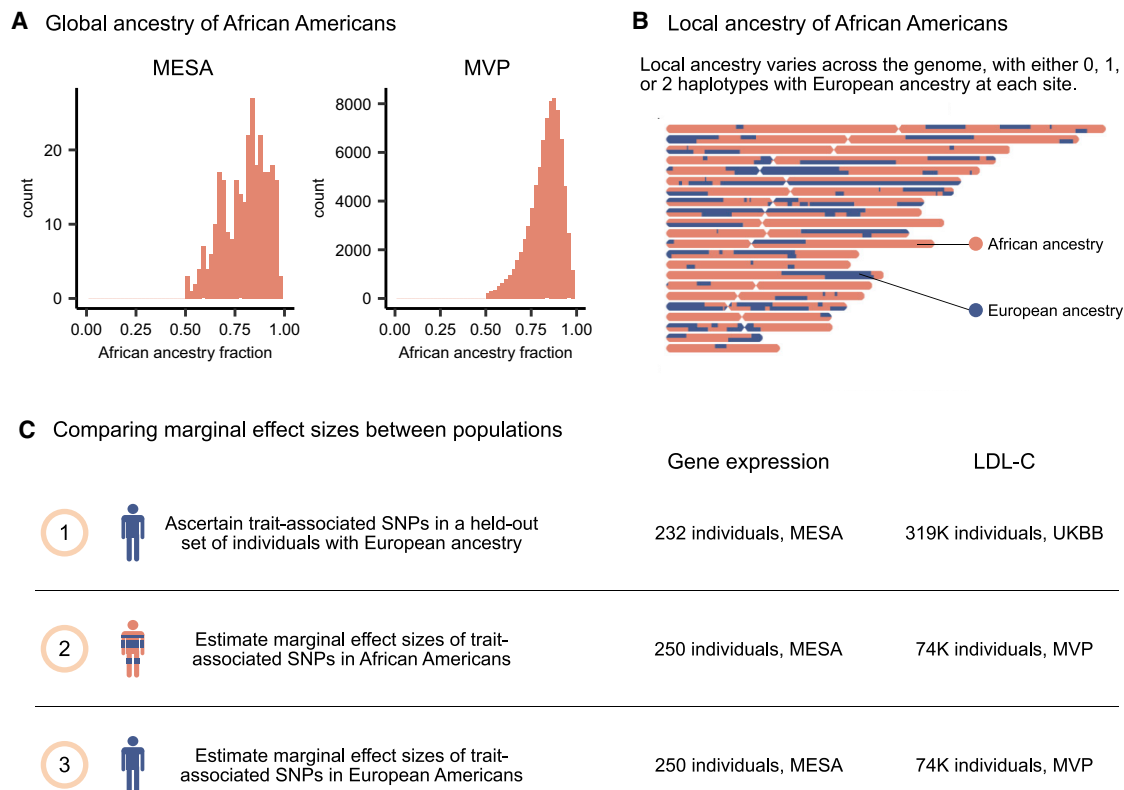 A Global ancestry of African Americans
MESA
MVP
count
20
10
0
0.00 0.25 0.50 0.75 1.00
African ancestry fraction
count
8000
6000
4000
2000
0
0.00 0.25 0.50 0.75 1.00
African ancestry fraction
B Local ancestry of African Americans
Local ancestry varies across the genome, with either 0, 1,
or 2 haplotypes with European ancestry at each site.
African ancestry
European ancestry
C Comparing marginal effect sizes between populations
Gene expression LDL-C
1
Ascertain trait-associated SNPs in a held-out
set of individuals with European ancestry
232 individuals, MESA 319K individuals, UKBB
2
Estimate marginal effect sizes of trait-
associated SNPs in African Americans
250 individuals, MESA 74K individuals, MVP
3
Estimate marginal effect sizes of trait-
associated SNPs in European Americans
250 individuals, MESA 74K individuals, MVP